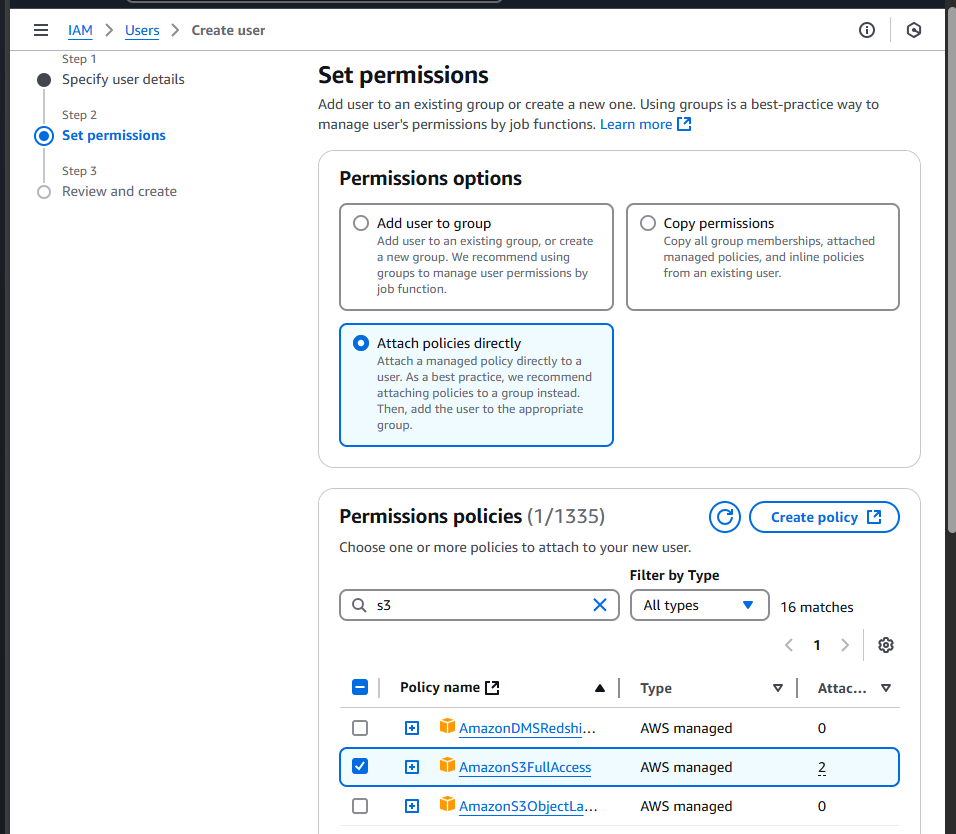 IAM > Users > Create user
Step 1
Specify user details
Step 2
Set permissions
Step 3
Review and create
Set permissions
Add user to an existing group or create a new one. Using groups is a best-practice way to
manage user's permissions by job functions. Learn more
Permissions options
Add user to group
Add user to an existing group, or create
a new group. We recommend using
groups to manage user permissions by
job function.
Copy permissions
Copy all group memberships, attached
managed policies, and inline policies
from an existing user.
Attach policies directly
Attach a managed policy directly to a
user. As a best practice, we recommend
attaching policies to a group instead.
Then, add the user to the appropriate
group.
Permissions policies (1/1335)
Create policy
Choose one or more policies to attach to your new user.
Filter by Type
s3
All types
16 matches
1
Policy name Type Attac...
AmazonDMSRedshi... AWS managed 0
AmazonS3FullAccess AWS managed 2
AmazonS3ObjectLa... AWS managed 0